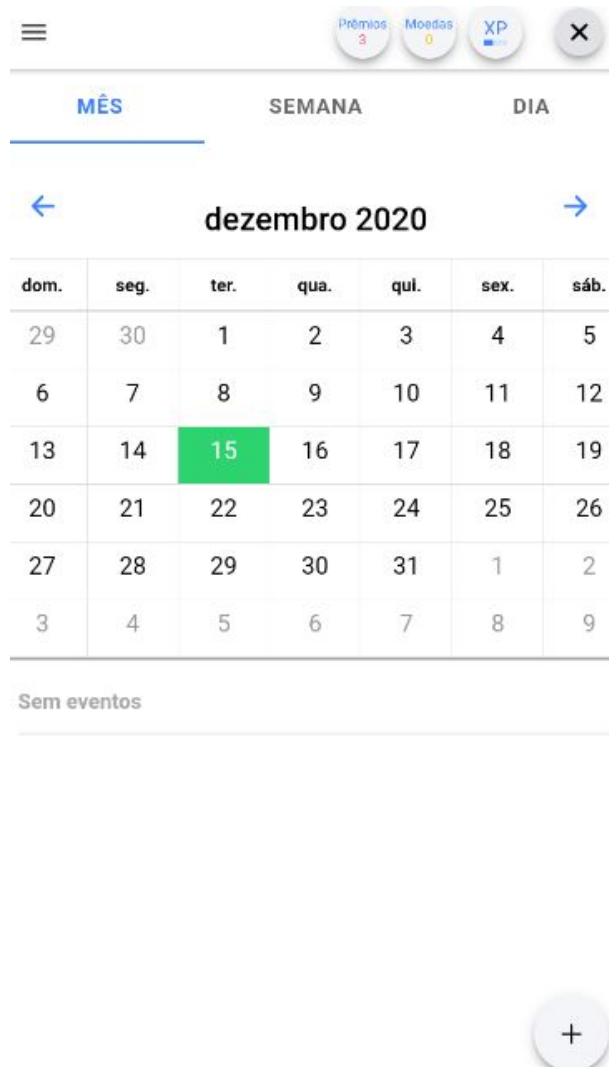 Prêmios Moedas XP
3 0
MÊS SEMANA DIA
dezembro 2020
dom. seg. ter. qua. qui. sex. sáb.
29 30 1 2 3 4 5
6 7 8 9 10 11 12
13 14 15 16 17 18 19
20 21 22 23 24 25 26
27 28 29 30 31 1 2
3 4 5 6 7 8 9
Sem eventos